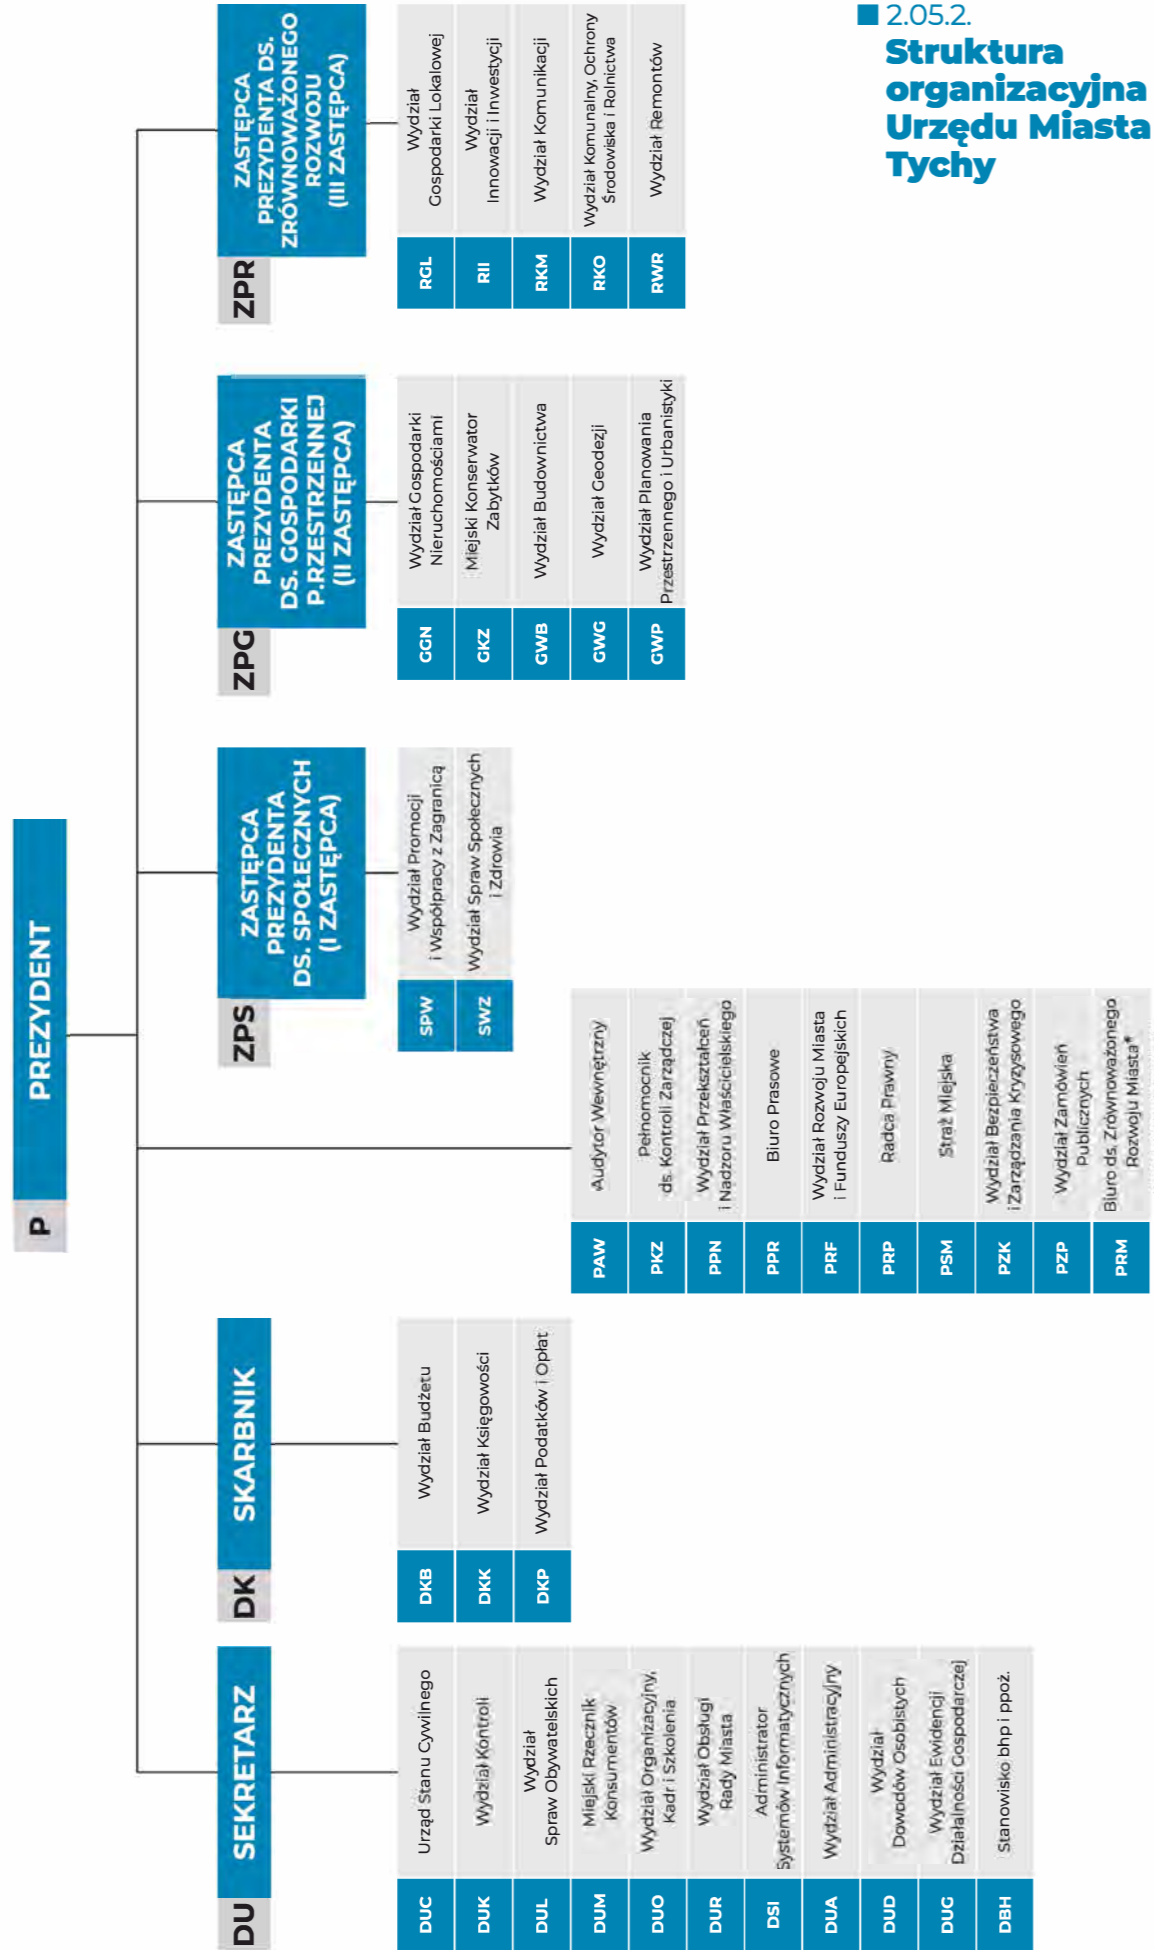 2.05.2.
Struktura
organizacyjna
Urzędu Miasta
Tychy
P
PREZYDENT
DU
SEKRETARZ
DUC
Urząd Stanu Cywilnego
DUK
Wydział Kontroli
DUL
Wydział
Spraw Obywatelskich
DUM
Miejski Rzecznik
Konsumentów
DUO
Wydział Organizacyjny,
Kadr i Szkolenia
DUR
Wydział Obsługi
Rady Miasta
DSI
Administrator
Systemów Informatycznych
DUA
Wydział Administracyjny
DUD
Wydział
Dowodów Osobistych
DUG
Wydział Ewidencji
Działalności Gospodarczej
DBH
Stanowisko bhp i ppoż.
DK
SKARBNIK
DKB
Wydział Budżetu
DKK
Wydział Księgowości
DKP
Wydział Podatków i Opłat
PAW
Audytor Wewnętrzny
PKZ
Pełnomocnik
ds. Kontroli Zarządczej
PPN
Wydział Przekształceń
i Nadzoru Właścicielskiego
PPR
Biuro Prasowe
PRF
Wydział Rozwoju Miasta
i Funduszy Europejskich
PRP
Radca Prawny
PSM
Straż Miejska
PZK
Wydział Bezpieczeństwa
i Zarządzania Kryzysowego
PZP
Wydział Zamówień
Publicznych
PRM
Biuro ds. Zrównoważonego
Rozwoju Miasta*
ZPS
ZASTĘPCA
PREZYDENTA
DS. SPOŁECZNYCH
(I ZASTĘPCA)
SPW
Wydział Promocji
i Współpracy z Zagranicą
SWZ
Wydział Spraw Społecznych
i Zdrowia
ZPG
ZASTĘPCA
PREZYDENTA
DS. GOSPODARKI
P.RZESTRZENNEJ
(II ZASTĘPCA)
GGN
Wydział Gospodarki
Nieruchomościami
GKZ
Miejski Konserwator
Zabytków
GWB
Wydział Budownictwa
GWG
Wydział Geodezji
GWP
Wydział Planowania
Przestrzennego i Urbanistyki
ZPR
ZASTĘPCA
PREZYDENTA DS.
ZRÓWNOWAŻONEGO
ROZWOJU
(III ZASTĘPCA)
RGL
Wydział
Gospodarki Lokalowej
RII
Wydział
Innowacji i Inwestycji
RKM
Wydział Komunikacji
RKO
Wydział Komunalny, Ochrony
Środowiska i Rolnictwa
RWR
Wydział Remontów